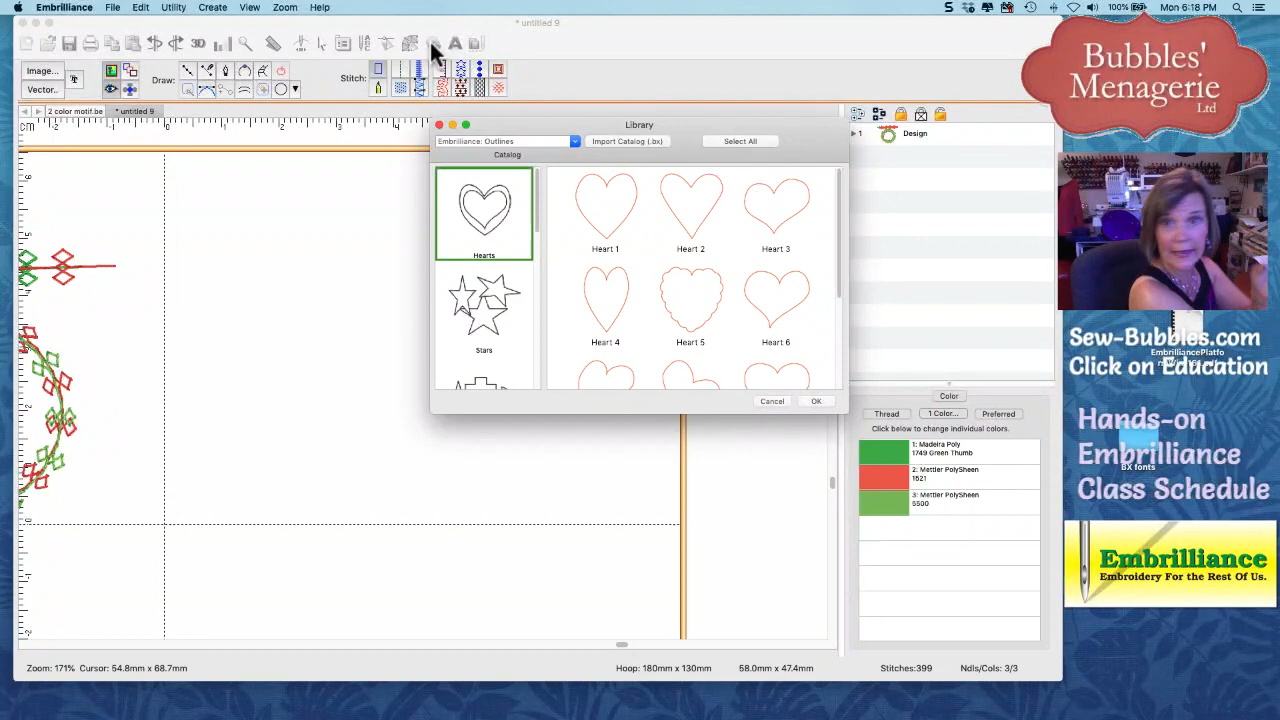 Embrilliance File Edit Utility Create View Zoom Help
100% Mon 6:18 PM
* untitled 9
3D
A
Image...
Vector..
T
Draw:
Stitch:
2 color motif.be * untitled 9
Library
Embrilliance: Outlines Import Catalog (.bx) Select All
Catalog
Hearts
Stars
Heart 1 Heart 2 Heart 3
Heart 4 Heart 5 Heart 6
Cancel OK
1 Design
Color
Thread 1 Color... Preferred
Click below to change individual colors.
1: Madeira Poly
1749 Green Thumb
2: Mettler PolySheen
1521
3: Mettler PolySheen
5500
Zoom: 171% Cursor: 54.8mm x 68.7mm Hoop: 180mm x 130mm 58.0mm x 47.4mm Stitches:399 Ndls/Cols: 3/3
Bubbles'
Menagerie
Ltd
Sew-Bubbles.com
Click on Education
Hands-on
Embrilliance
Class Schedule
BX fonts
Embrilliance
Embroidery For the Rest Of Us.